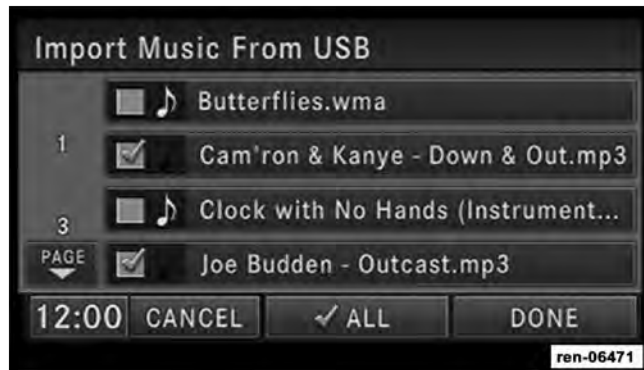 Import Music From USB
Butterflies.wma
1
Cam'ron & Kanye - Down & Out.mp3
Clock with No Hands (Instrument...
3
PAGE
Joe Budden - Outcast.mp3
12:00 CANCEL ✓ ALL DONE
ren-06471